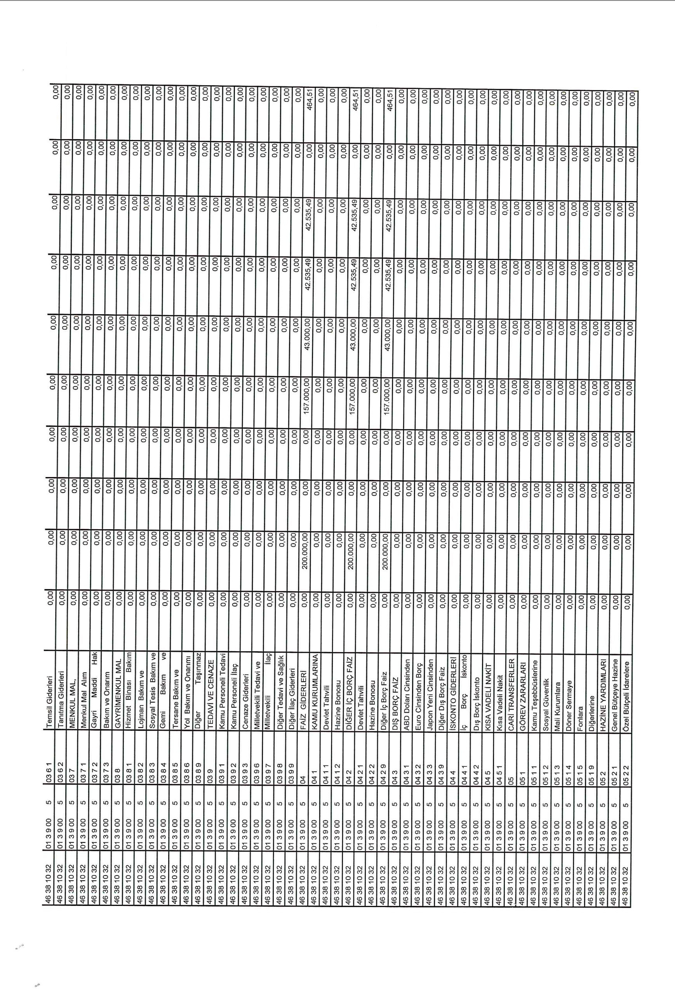 46 38 10 32 01 3 9 00 5 03 6 1 Temsil Giderleri 0,00 0,00 0,00 0,00 0,00 0,00 0,00 0,00 0,00 0,00
46 38 10 32 01 3 9 00 5 03 6 2 Tanıtma Giderleri 0,00 0,00 0,00 0,00 0,00 0,00 0,00 0,00 0,00 0,00
46 38 10 32 01 3 9 00 5 03 7 MENKUL MAL, 0,00 0,00 0,00 0,00 0,00 0,00 0,00 0,00 0,00 0,00
46 38 10 32 01 3 9 00 5 03 7 1 Menkul Mal Alım 0,00 0,00 0,00 0,00 0,00 0,00 0,00 0,00 0,00 0,00
46 38 10 32 01 3 9 00 5 03 7 2 Gayri Maddi Hak 0,00 0,00 0,00 0,00 0,00 0,00 0,00 0,00 0,00 0,00
46 38 10 32 01 3 9 00 5 03 7 3 Bakım ve Onarım 0,00 0,00 0,00 0,00 0,00 0,00 0,00 0,00 0,00 0,00
46 38 10 32 01 3 9 00 5 03 8 GAYRİMENKUL MAL 0,00 0,00 0,00 0,00 0,00 0,00 0,00 0,00 0,00 0,00
46 38 10 32 01 3 9 00 5 03 8 1 Hizmet Binası Bakım 0,00 0,00 0,00 0,00 0,00 0,00 0,00 0,00 0,00 0,00
46 38 10 32 01 3 9 00 5 03 8 2 Lojman Bakım ve 0,00 0,00 0,00 0,00 0,00 0,00 0,00 0,00 0,00 0,00
46 38 10 32 01 3 9 00 5 03 8 3 Sosyal Tesis Bakım ve 0,00 0,00 0,00 0,00 0,00 0,00 0,00 0,00 0,00 0,00
46 38 10 32 01 3 9 00 5 03 8 4 Gemi Bakım ve 0,00 0,00 0,00 0,00 0,00 0,00 0,00 0,00 0,00 0,00
46 38 10 32 01 3 9 00 5 03 8 5 Tersane Bakım ve 0,00 0,00 0,00 0,00 0,00 0,00 0,00 0,00 0,00 0,00
46 38 10 32 01 3 9 00 5 03 8 6 Yol Bakım ve Onarımı 0,00 0,00 0,00 0,00 0,00 0,00 0,00 0,00 0,00 0,00
46 38 10 32 01 3 9 00 5 03 8 9 Diğer Taşınmaz 0,00 0,00 0,00 0,00 0,00 0,00 0,00 0,00 0,00 0,00
46 38 10 32 01 3 9 00 5 03 9 TEDAVİ VE CENAZE 0,00 0,00 0,00 0,00 0,00 0,00 0,00 0,00 0,00 0,00
46 38 10 32 01 3 9 00 5 03 9 1 Kamu Personeli Tedavi 0,00 0,00 0,00 0,00 0,00 0,00 0,00 0,00 0,00 0,00
46 38 10 32 01 3 9 00 5 03 9 2 Kamu Personeli İlaç 0,00 0,00 0,00 0,00 0,00 0,00 0,00 0,00 0,00 0,00
46 38 10 32 01 3 9 00 5 03 9 3 Cenaze Giderleri 0,00 0,00 0,00 0,00 0,00 0,00 0,00 0,00 0,00 0,00
46 38 10 32 01 3 9 00 5 03 9 6 Milletvekili Tedavi ve 0,00 0,00 0,00 0,00 0,00 0,00 0,00 0,00 0,00 0,00
46 38 10 32 01 3 9 00 5 03 9 7 Milletvekili İlaç 0,00 0,00 0,00 0,00 0,00 0,00 0,00 0,00 0,00 0,00
46 38 10 32 01 3 9 00 5 03 9 8 Diğer Tedavi ve Sağlık 0,00 0,00 0,00 0,00 0,00 0,00 0,00 0,00 0,00 0,00
46 38 10 32 01 3 9 00 5 03 9 9 Diğer İlaç Giderleri 0,00 0,00 0,00 0,00 0,00 0,00 0,00 0,00 0,00 0,00
46 38 10 32 01 3 9 00 5 04 FAİZ GİDERLERİ 0,00 200.000,00 0,00 0,00 157.000,00 43.000,00 42.535,49 42.535,49 0,00 464,51
46 38 10 32 01 3 9 00 5 04 1 KAMU KURUMLARINA 0,00 0,00 0,00 0,00 0,00 0,00 0,00 0,00 0,00 0,00
46 38 10 32 01 3 9 00 5 04 1 1 Devlet Tahvili 0,00 0,00 0,00 0,00 0,00 0,00 0,00 0,00 0,00 0,00
46 38 10 32 01 3 9 00 5 04 1 2 Hazine Bonosu 0,00 0,00 0,00 0,00 0,00 0,00 0,00 0,00 0,00 0,00
46 38 10 32 01 3 9 00 5 04 2 DİĞER İÇ BORÇ FAİZ 0,00 200.000,00 0,00 0,00 157.000,00 43.000,00 42.535,49 42.535,49 0,00 464,51
46 38 10 32 01 3 9 00 5 04 2 1 Devlet Tahvili 0,00 0,00 0,00 0,00 0,00 0,00 0,00 0,00 0,00 0,00
46 38 10 32 01 3 9 00 5 04 2 2 Hazine Bonosu 0,00 0,00 0,00 0,00 0,00 0,00 0,00 0,00 0,00 0,00
46 38 10 32 01 3 9 00 5 04 2 9 Diğer İç Borç Faiz 0,00 200.000,00 0,00 0,00 157.000,00 43.000,00 42.535,49 42.535,49 0,00 464,51
46 38 10 32 01 3 9 00 5 04 3 DIŞ BORÇ FAİZ 0,00 0,00 0,00 0,00 0,00 0,00 0,00 0,00 0,00 0,00
46 38 10 32 01 3 9 00 5 04 3 1 ABD Doları Cinsinden 0,00 0,00 0,00 0,00 0,00 0,00 0,00 0,00 0,00 0,00
46 38 10 32 01 3 9 00 5 04 3 2 Euro Cinsinden Borç 0,00 0,00 0,00 0,00 0,00 0,00 0,00 0,00 0,00 0,00
46 38 10 32 01 3 9 00 5 04 3 3 Japon Yeni Cinsinden 0,00 0,00 0,00 0,00 0,00 0,00 0,00 0,00 0,00 0,00
46 38 10 32 01 3 9 00 5 04 3 9 Diğer Dış Borç Faiz 0,00 0,00 0,00 0,00 0,00 0,00 0,00 0,00 0,00 0,00
46 38 10 32 01 3 9 00 5 04 4 İSKONTO GİDERLERİ 0,00 0,00 0,00 0,00 0,00 0,00 0,00 0,00 0,00 0,00
46 38 10 32 01 3 9 00 5 04 4 1 İç Borç İskonto 0,00 0,00 0,00 0,00 0,00 0,00 0,00 0,00 0,00 0,00
46 38 10 32 01 3 9 00 5 04 4 2 Dış Borç İskonto 0,00 0,00 0,00 0,00 0,00 0,00 0,00 0,00 0,00 0,00
46 38 10 32 01 3 9 00 5 04 5 KISA VADELİ NAKİT 0,00 0,00 0,00 0,00 0,00 0,00 0,00 0,00 0,00 0,00
46 38 10 32 01 3 9 00 5 04 5 1 Kısa Vadeli Nakit 0,00 0,00 0,00 0,00 0,00 0,00 0,00 0,00 0,00 0,00
46 38 10 32 01 3 9 00 5 05 CARİ TRANSFERLER 0,00 0,00 0,00 0,00 0,00 0,00 0,00 0,00 0,00 0,00
46 38 10 32 01 3 9 00 5 05 1 GÖREV ZARARLARI 0,00 0,00 0,00 0,00 0,00 0,00 0,00 0,00 0,00 0,00
46 38 10 32 01 3 9 00 5 05 1 1 Kamu Teşebbüslerine 0,00 0,00 0,00 0,00 0,00 0,00 0,00 0,00 0,00 0,00
46 38 10 32 01 3 9 00 5 05 1 2 Sosyal Güvenlik 0,00 0,00 0,00 0,00 0,00 0,00 0,00 0,00 0,00 0,00
46 38 10 32 01 3 9 00 5 05 1 3 Mali Kurumlara 0,00 0,00 0,00 0,00 0,00 0,00 0,00 0,00 0,00 0,00
46 38 10 32 01 3 9 00 5 05 1 4 Döner Sermaye 0,00 0,00 0,00 0,00 0,00 0,00 0,00 0,00 0,00 0,00
46 38 10 32 01 3 9 00 5 05 1 5 Fonlara 0,00 0,00 0,00 0,00 0,00 0,00 0,00 0,00 0,00 0,00
46 38 10 32 01 3 9 00 5 05 1 9 Diğerlerine 0,00 0,00 0,00 0,00 0,00 0,00 0,00 0,00 0,00 0,00
46 38 10 32 01 3 9 00 5 05 2 HAZİNE YARDIMLARI 0,00 0,00 0,00 0,00 0,00 0,00 0,00 0,00 0,00 0,00
46 38 10 32 01 3 9 00 5 05 2 1 Genel Bütçeye Hazine 0,00 0,00 0,00 0,00 0,00 0,00 0,00 0,00 0,00 0,00
46 38 10 32 01 3 9 00 5 05 2 2 Özel Bütçeli İdarelere 0,00 0,00 0,00 0,00 0,00 0,00 0,00 0,00 0,00 0,00